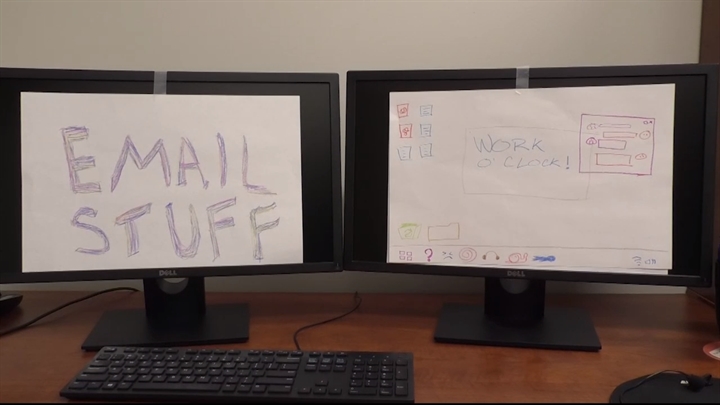 EMAIL
STUFF
WORK
O'CLOCK!
?
DELL
DELL